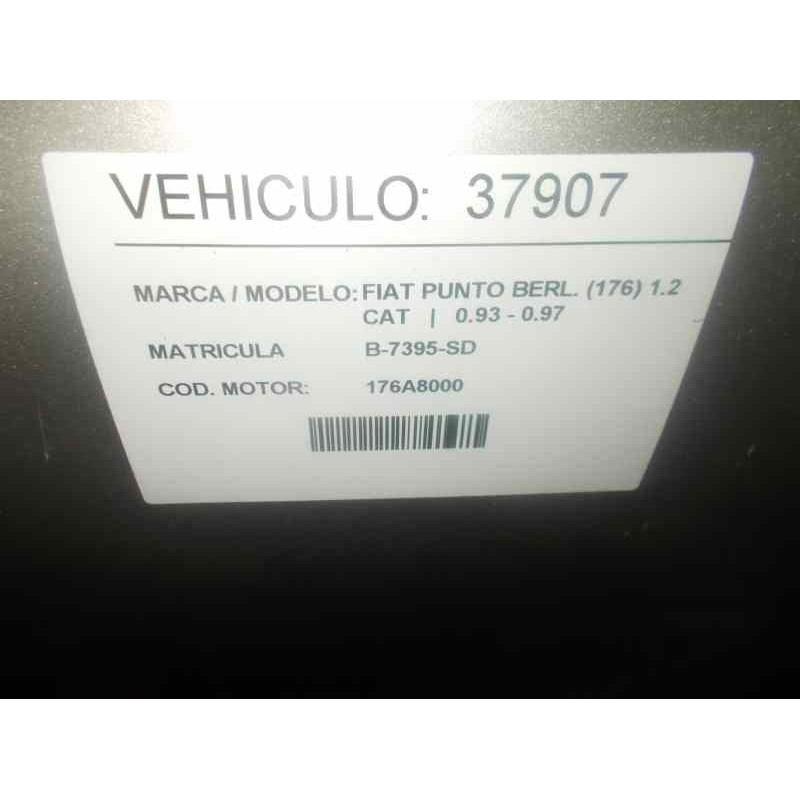 VEHICULO: 37907
MARCA / MODELO: FIAT PUNTO BERL. (176) 1.2
CAT | 0.93 - 0.97
MATRICULA B-7395-SD
COD. MOTOR: 176A8000